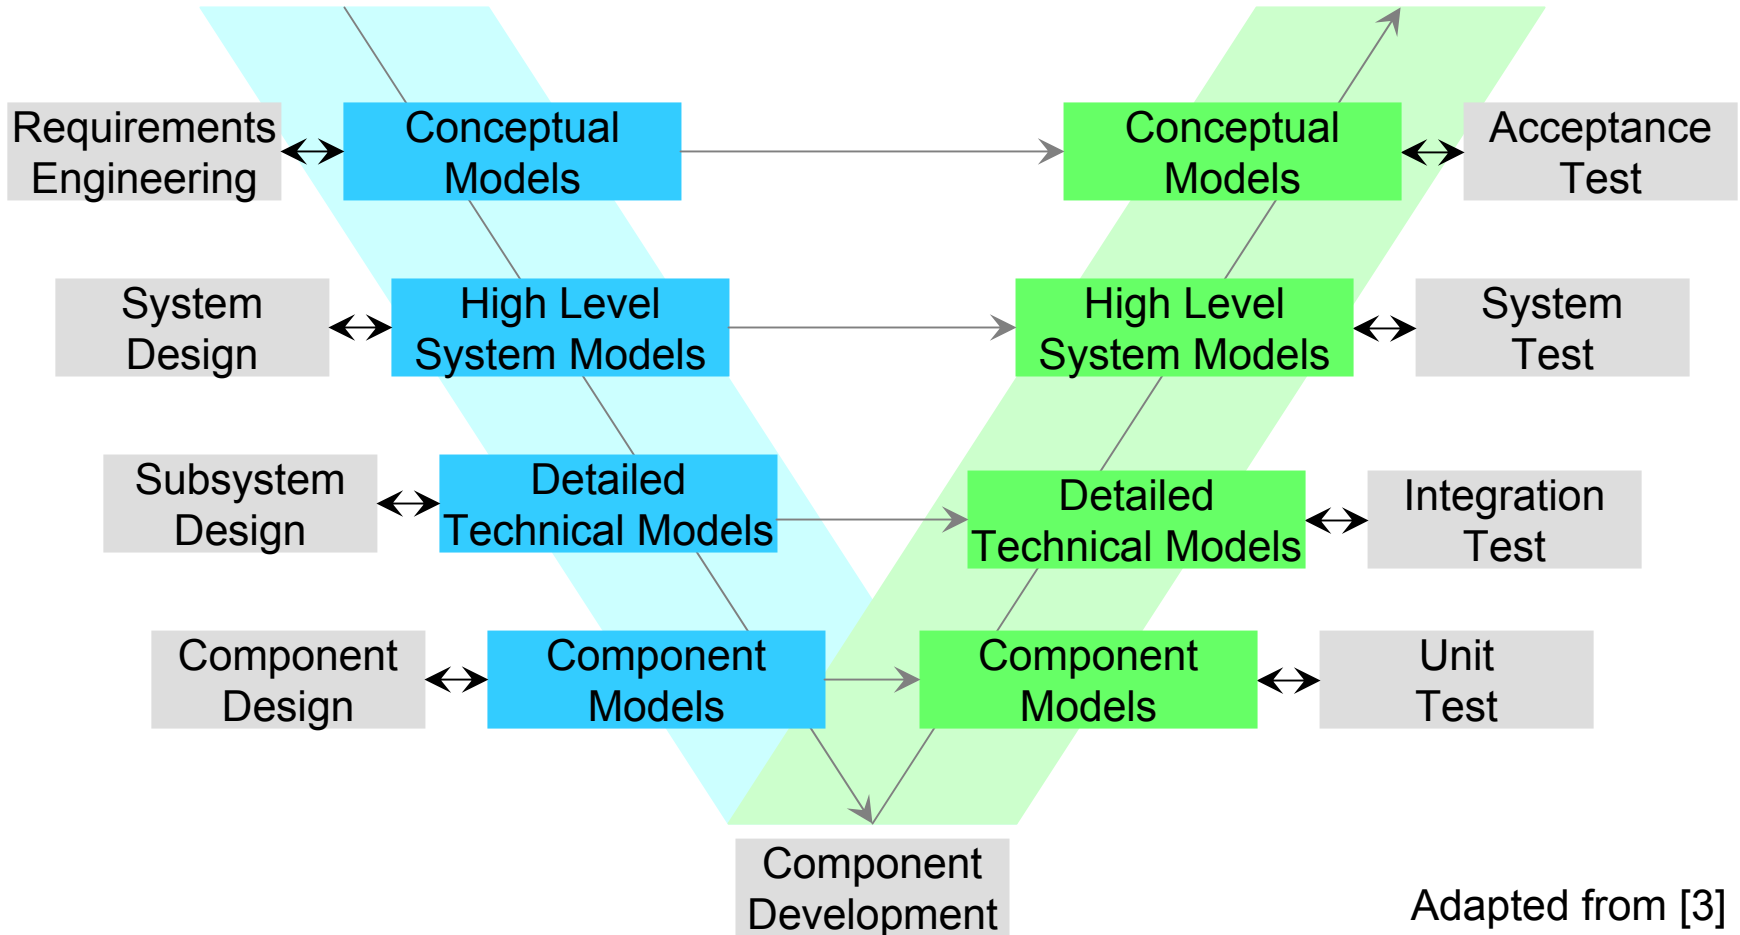 Requirements
Engineering
Conceptual
Models
Conceptual
Models
Acceptance
Test
System
Design
High Level
System Models
High Level
System Models
System
Test
Subsystem
Design
Detailed
Technical Models
Detailed
Technical Models
Integration
Test
Component
Design
Component
Models
Component
Models
Unit
Test
Component
Development
Adapted from [3]